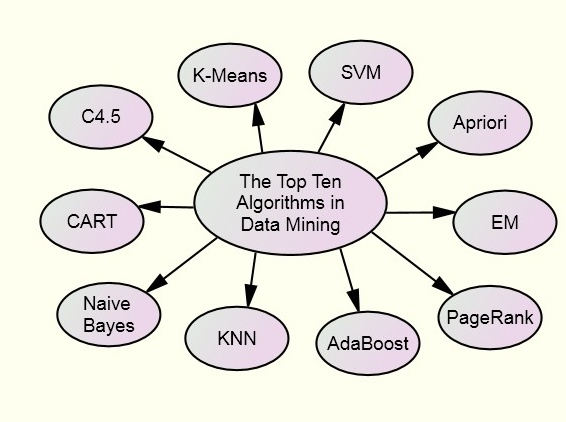 K-Means
SVM
C4.5
Apriori
The Top Ten
Algorithms in
Data Mining
CART
EM
Naive
Bayes
KNN
AdaBoost
PageRank